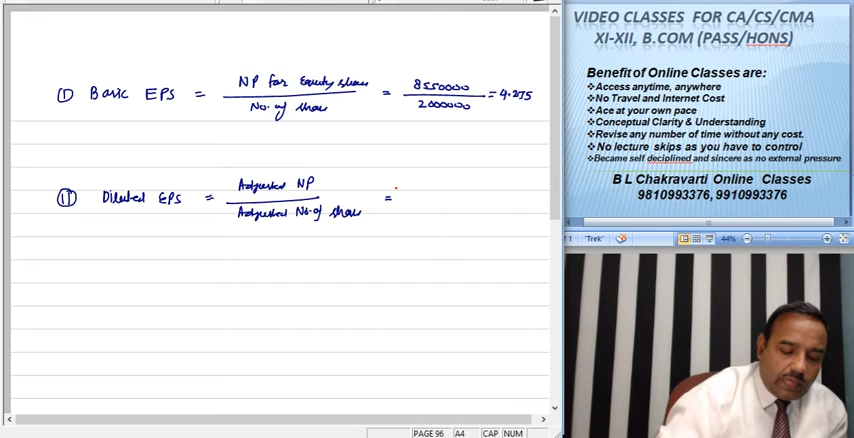 ① Basic EPS = NP for Equity share / No. of share = 8550000 / 2000000 = 4.275
⑪ Diluted EPS = Adjusted NP / Adjusted No. of share =
PAGE 96 A4 CAP NUM
VIDEO CLASSES FOR CA/CS/CMA
XI-XII, B.COM (PASS/HONS)
Benefit of Online Classes are:
❖Access anytime, anywhere
❖No Travel and Internet Cost
❖Ace at your own pace
❖Conceptual Clarity & Understanding
❖Revise any number of time without any cost.
❖No lecture skips as you have to control
❖Became self deciplined and sincere as no external pressure
B L Chakravarti Online Classes
9810993376, 9910993376
f 1 "Trek" 44%